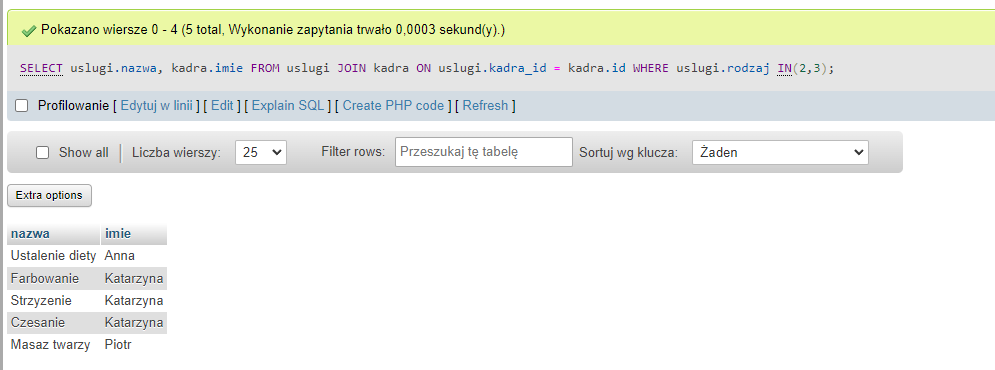 Pokazano wiersze 0 - 4 (5 total, Wykonanie zapytania trwało 0,0003 sekund(y).)
SELECT uslugi.nazwa, kadra.imie FROM uslugi JOIN kadra ON uslugi.kadra_id = kadra.id WHERE uslugi.rodzaj IN(2,3);
Profilowanie [ Edytuj w linii ] [ Edit ] [ Explain SQL ] [ Create PHP code ] [ Refresh ]
Show all Liczba wierszy: 25 Filter rows: Przeszukaj tę tabelę Sortuj wg klucza: Żaden
Extra options
nazwa imie
Ustalenie diety Anna
Farbowanie Katarzyna
Strzyzenie Katarzyna
Czesanie Katarzyna
Masaz twarzy Piotr